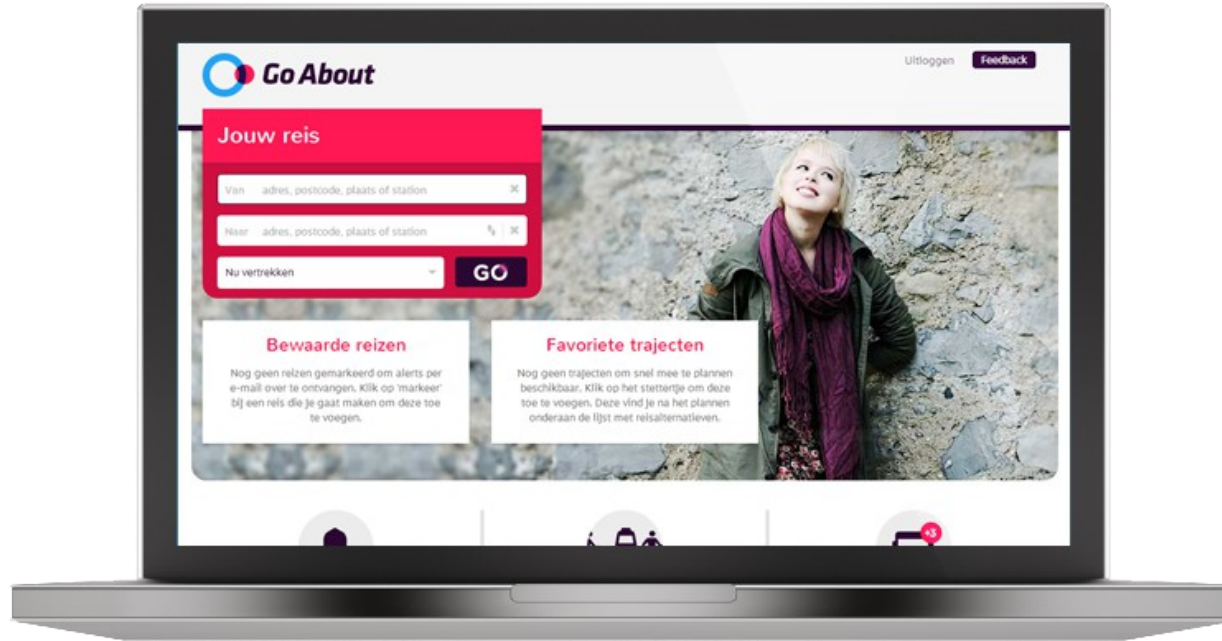 Go About
Uitloggen
Feedback
Jouw reis
Van adres, postcode, plaats of station
Naar adres, postcode, plaats of station
Nu vertrekken
GO
Bewaarde reizen
Nog geen reizen gemarkeerd om alerts per
e-mail over te ontvangen. Klik op 'markeer'
bij een reis die je gaat maken om deze toe
te voegen.
Favoriete trajecten
Nog geen trajecten om snel mee te plannen
beschikbaar. Klik op het stettertje om deze
toe te voegen. Deze vind je na het plannen
onderaan de lijst met reisalternatieven.
+3